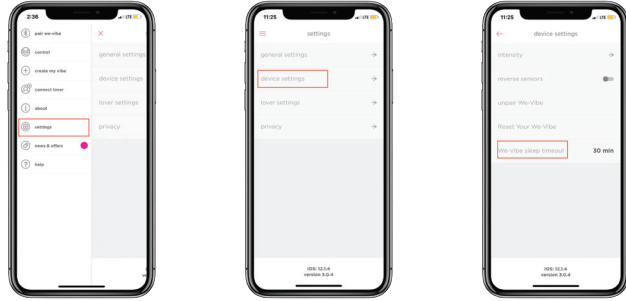 2:36
LTE
pair we-vibe
control
create my vibe
connect lover
about
settings
news & offers
help
general settings
device settings
lover settings
privacy
11:25
LTE
settings
general settings
device settings
lover settings
privacy
iOS: 12.1.4
version 3.0.4
11:25
LTE
device settings
intensity
reverse sensors
unpair We-Vibe
Reset Your We-Vibe
We-Vibe sleep timeout 30 min
iOS: 12.1.4
version 3.0.4